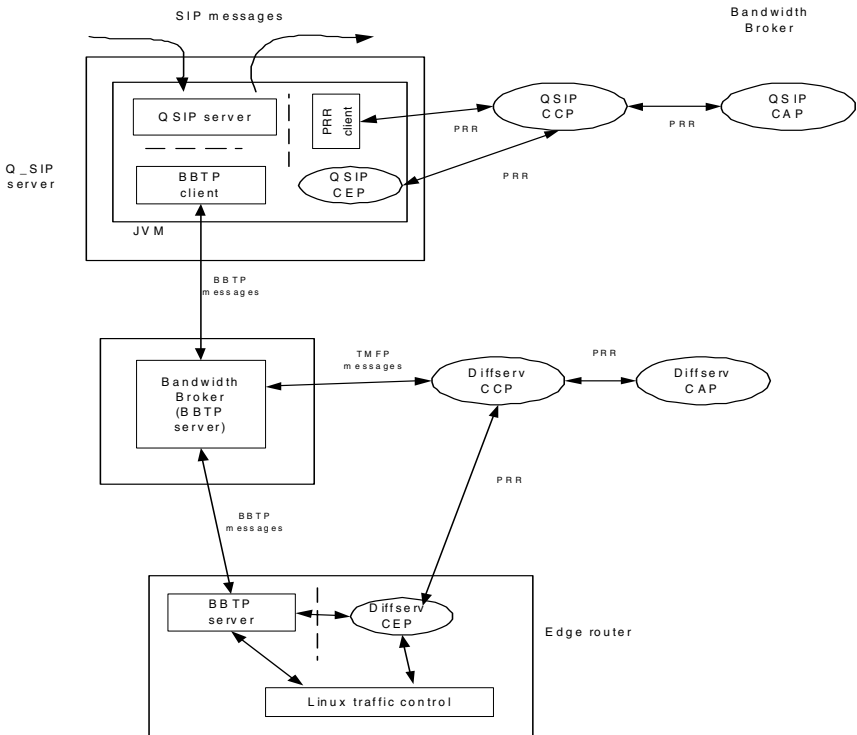 SIP messages
Bandwidth
Broker
QSIP server
PRR
client
PRR
QSIP
CCP
PRR
QSIP
CAP
Q_SIP
server
BBTP
client
QSIP
CEP
PRR
JVM
BBTP
messages
TMFP
messages
PRR
Bandwidth
Broker
(BBTP
server)
Diffserv
CCP
Diffserv
CAP
PRR
BBTP
messages
BBTP
server
Diffserv
CEP
Edge router
Linux traffic control